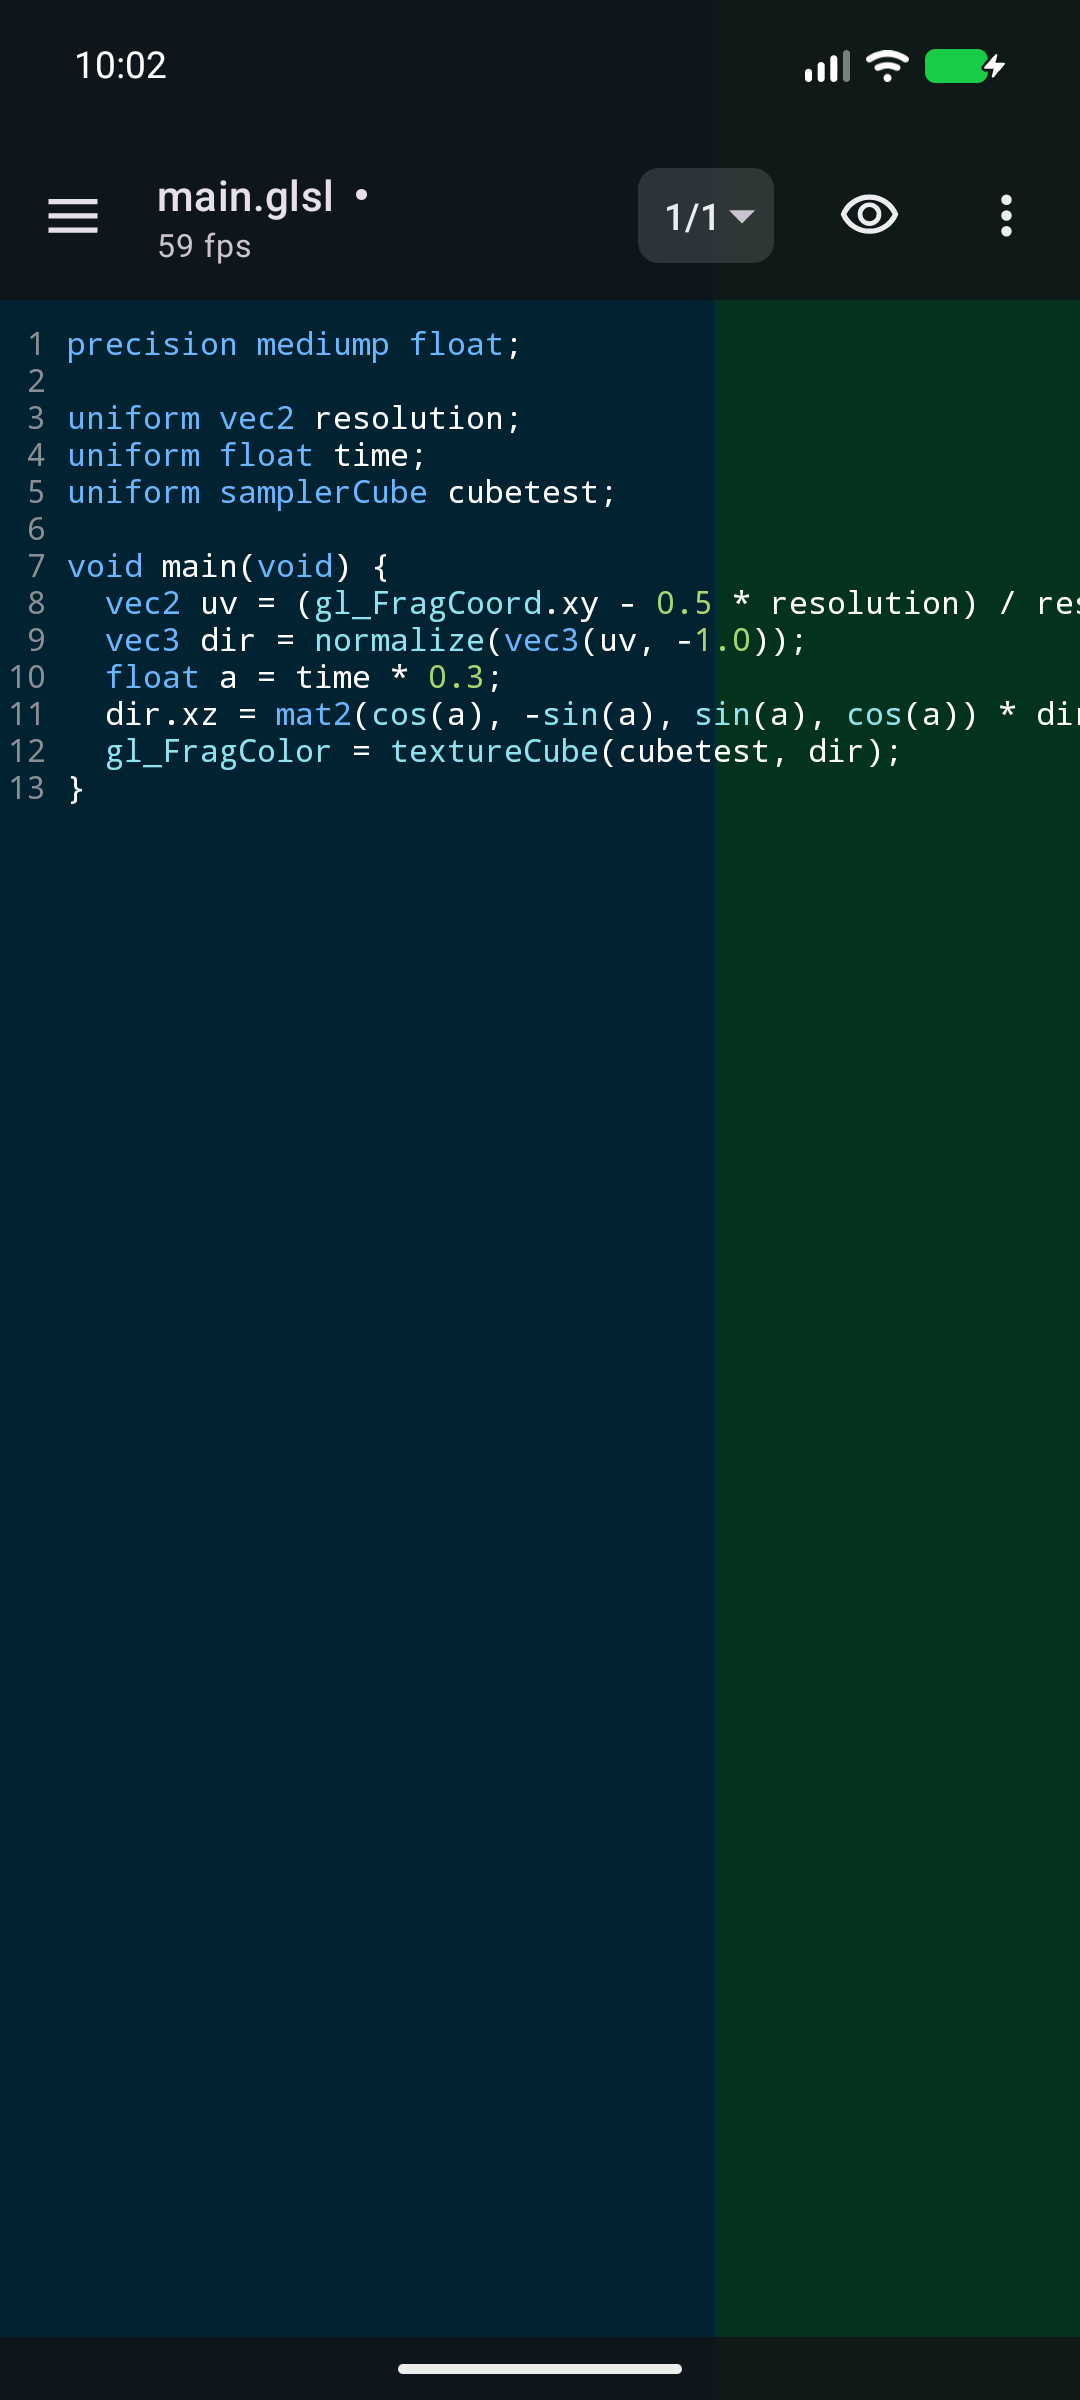 10:02
main.glsl •
59 fps
1/1
1 precision mediump float;
2
3 uniform vec2 resolution;
4 uniform float time;
5 uniform samplerCube cubetest;
6
7 void main(void) {
8   vec2 uv = (gl_FragCoord.xy - 0.5 * resolution) / res
9   vec3 dir = normalize(vec3(uv, -1.0));
10   float a = time * 0.3;
11   dir.xz = mat2(cos(a), -sin(a), sin(a), cos(a)) * dir
12   gl_FragColor = textureCube(cubetest, dir);
13 }